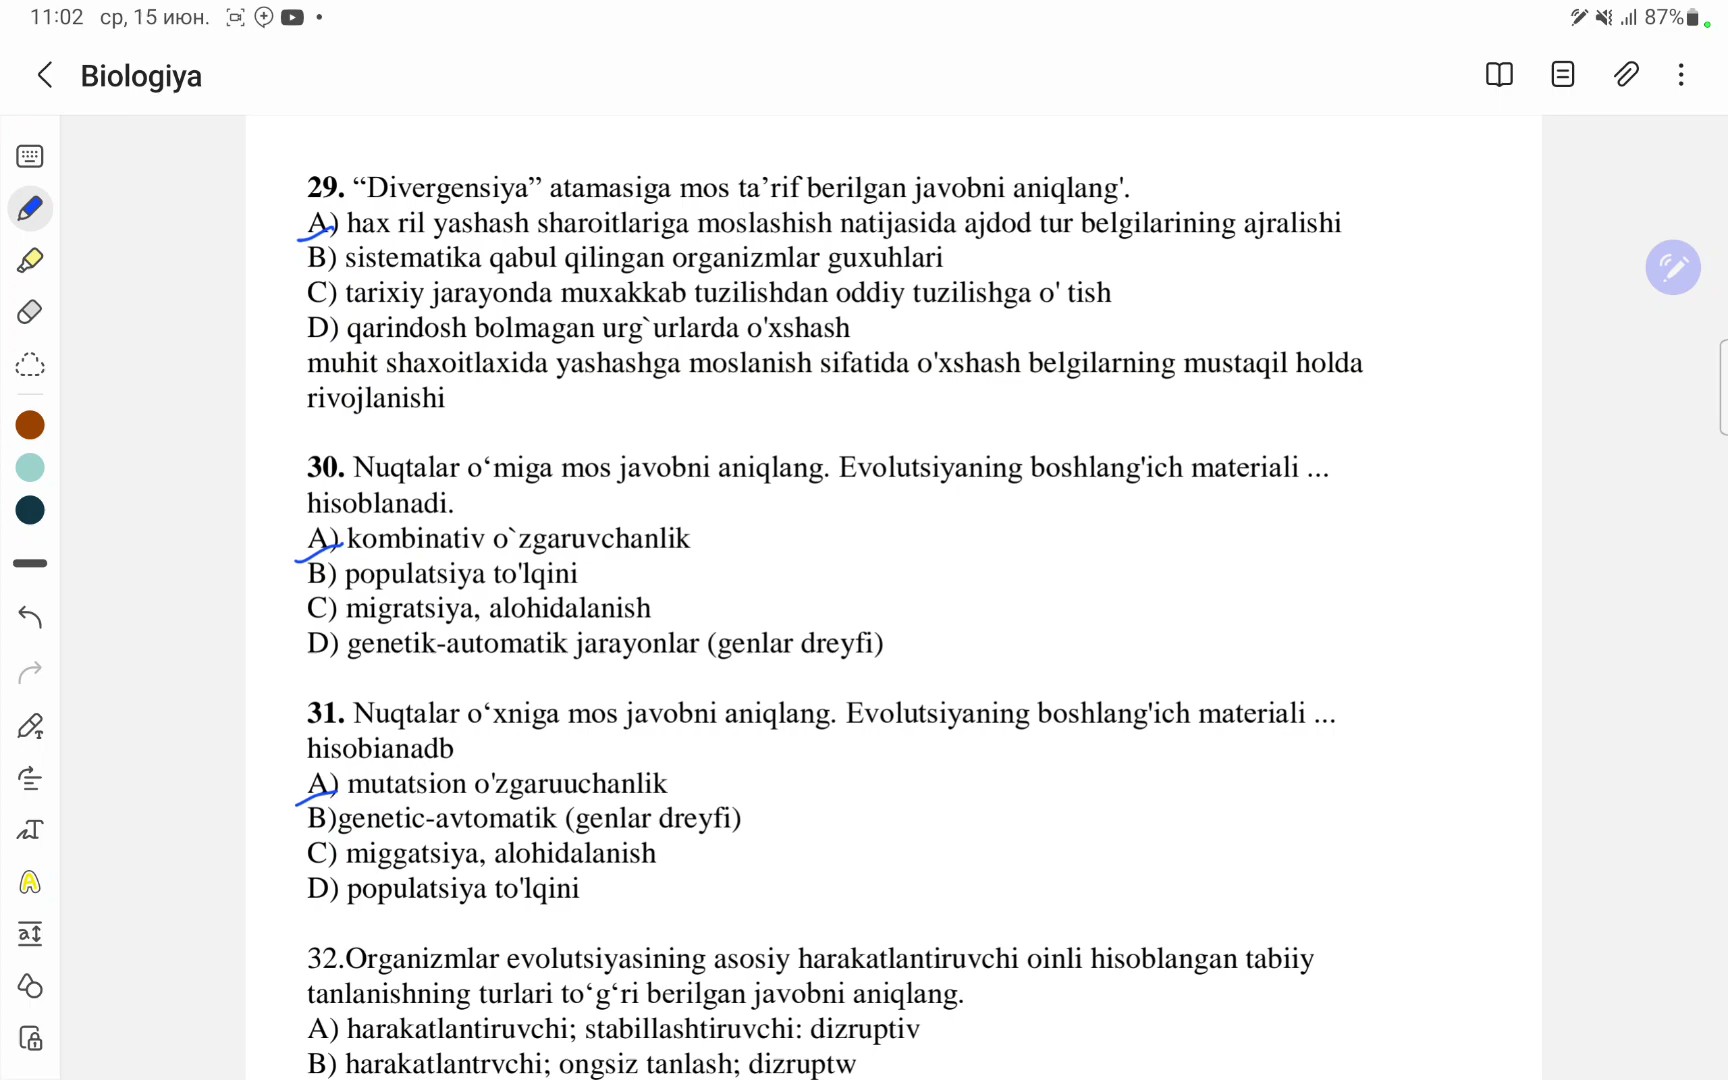 11:02 ср, 15 июн.
87%
Biologiya
29. “Divergensiya” atamasiga mos ta’rif berilgan javobni aniqlang'.
A) hax ril yashash sharoitlariga moslashish natijasida ajdod tur belgilarining ajralishi
B) sistematika qabul qilingan organizmlar guxuhlari
C) tarixiy jarayonda muxakkab tuzilishdan oddiy tuzilishga o' tish
D) qarindosh bolmagan urg`urlarda o'xshash
muhit shaxoitlaxida yashashga moslanish sifatida o'xshash belgilarning mustaqil holda
rivojlanishi
30. Nuqtalar o‘miga mos javobni aniqlang. Evolutsiyaning boshlang'ich materiali ...
hisoblanadi.
A) kombinativ o`zgaruvchanlik
B) populatsiya to'lqini
C) migratsiya, alohidalanish
D) genetik-automatik jarayonlar (genlar dreyfi)
31. Nuqtalar o‘xniga mos javobni aniqlang. Evolutsiyaning boshlang'ich materiali ...
hisobianadb
A) mutatsion o'zgaruuchanlik
B)genetic-avtomatik (genlar dreyfi)
C) miggatsiya, alohidalanish
D) populatsiya to'lqini
32.Organizmlar evolutsiyasining asosiy harakatlantiruvchi oinli hisoblangan tabiiy
tanlanishning turlari to‘g‘ri berilgan javobni aniqlang.
A) harakatlantiruvchi; stabillashtiruvchi: dizruptiv
B) harakatlantrvchi; ongsiz tanlash; dizruptw